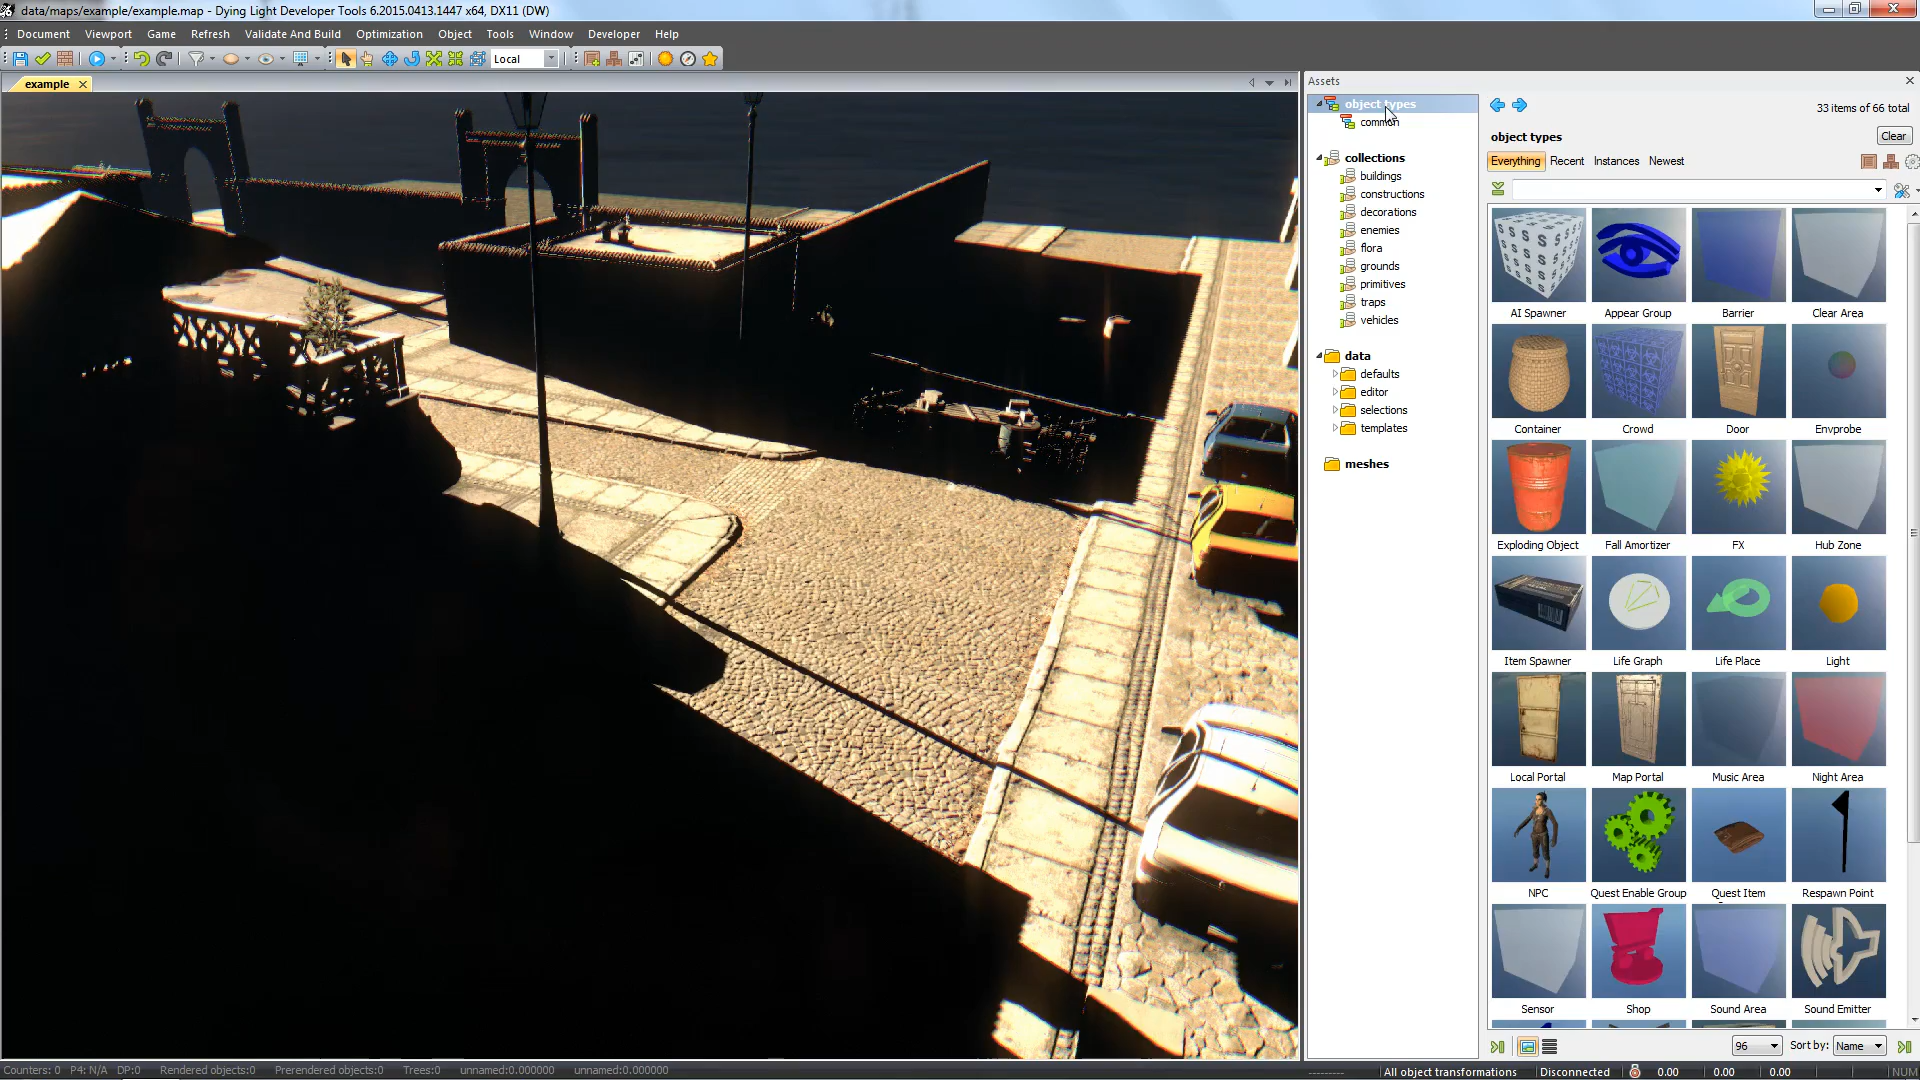 data/maps/example/example.map - Dying Light Developer Tools 6.2015.0413.1447 x64, DX11 (DW)
Document Viewport Game Refresh Validate And Build Optimization Object Tools Window Developer Help
Local
example
Assets
object types
common
collections
buildings
constructions
decorations
enemies
flora
grounds
primitives
traps
vehicles
data
defaults
editor
selections
templates
meshes
33 items of 66 total
object types
Clear
Everything Recent Instances Newest
AI Spawner Appear Group Barrier Clear Area
Container Crowd Door Envprobe
Exploding Object Fall Amortizer FX Hub Zone
Item Spawner Life Graph Life Place Light
Local Portal Map Portal Music Area Night Area
NPC Quest Enable Group Quest Item Respawn Point
Sensor Shop Sound Area Sound Emitter
96 Sort by: Name
Counters: 0 P4: N/A DP:0 Rendered objects:0 Prerendered objects:0 Trees:0 unnamed:0.000000 unnamed:0.000000
--------- All object transformations Disconnected 0.00 0.00 0.00 NUM